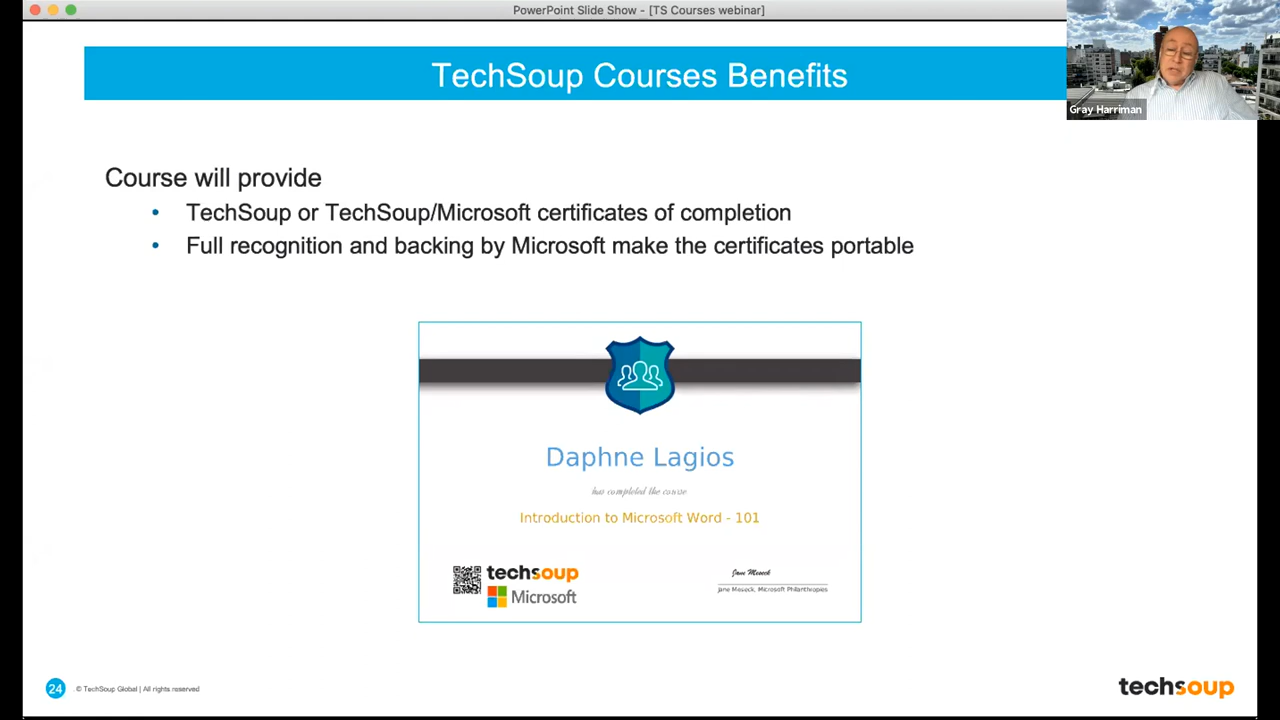 PowerPoint Slide Show - [TS Courses webinar]
TechSoup Courses Benefits
Gray Harriman
Course will provide
• TechSoup or TechSoup/Microsoft certificates of completion
• Full recognition and backing by Microsoft make the certificates portable
Daphne Lagios
has completed the course
Introduction to Microsoft Word - 101
techsoup
Microsoft
Jane Meseck
Jane Meseck, Microsoft Philanthropies
24
© TechSoup Global | All rights reserved
techsoup